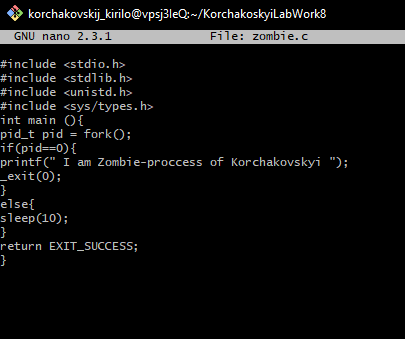 korchakovskij_kirilo@vpsj3leQ:~/KorchakoskyiLabWork8
GNU nano 2.3.1 File: zombie.c
#include <stdio.h>
#include <stdlib.h>
#include <unistd.h>
#include <sys/types.h>
int main (){
pid_t pid = fork();
if(pid==0){
printf(" I am Zombie-proccess of Korchakovskyi ");
_exit(0);
}
else{
sleep(10);
}
return EXIT_SUCCESS;
}